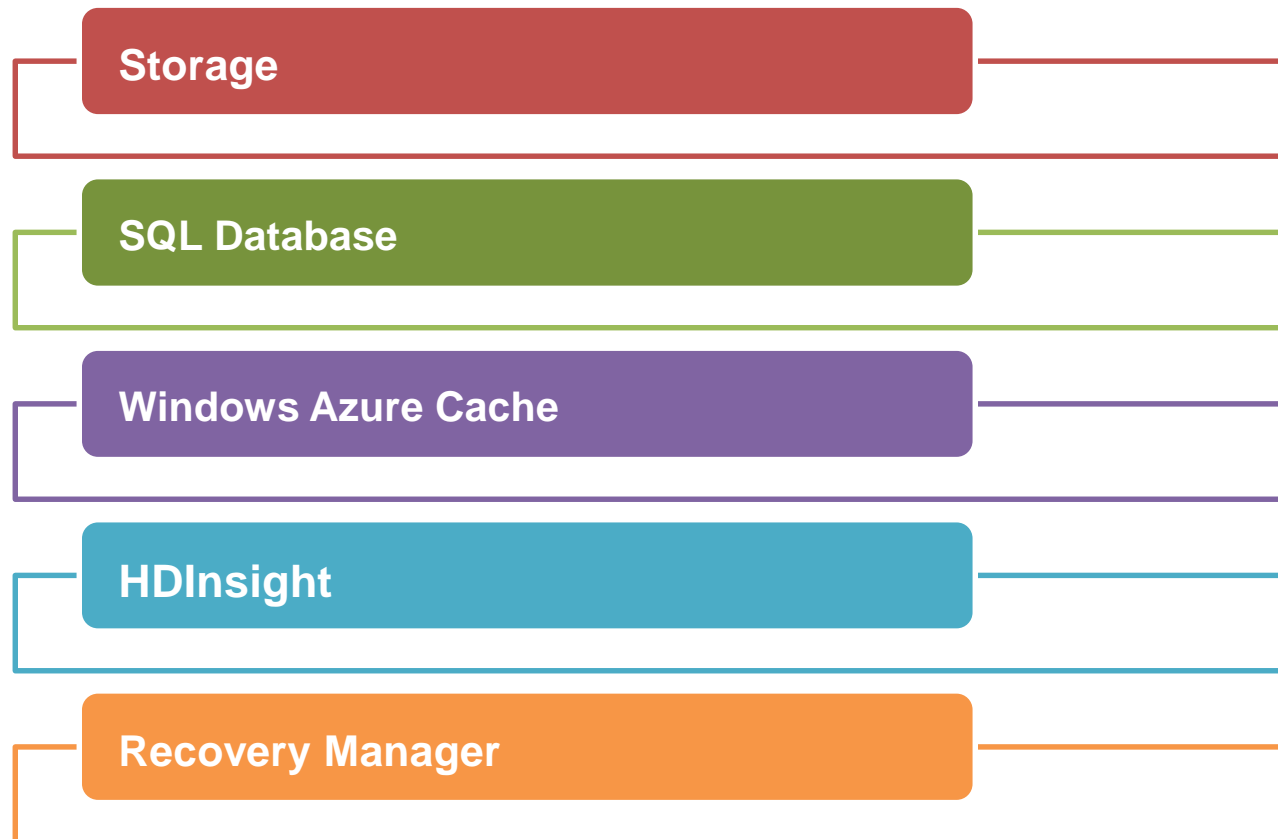 Storage
SQL Database
Windows Azure Cache
HDInsight
Recovery Manager